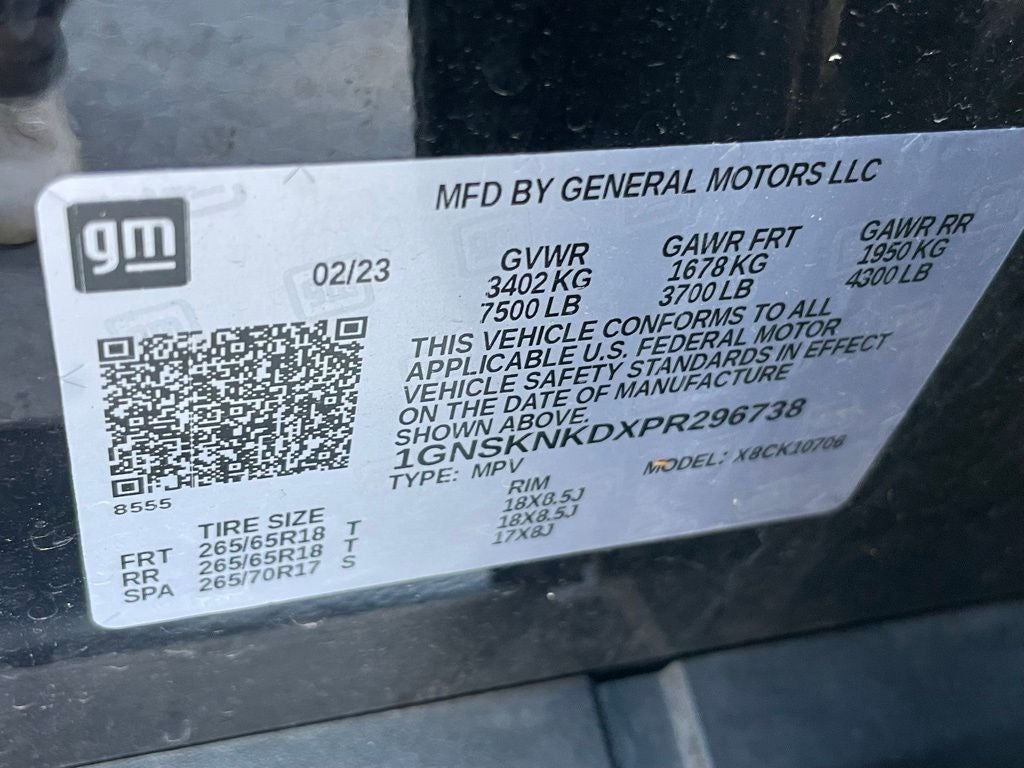 gm
MFD BY GENERAL MOTORS LLC
02/23
GVWR GAWR FRT GAWR RR
3402 KG 1678 KG 1950 KG
7500 LB 3700 LB 4300 LB
THIS VEHICLE CONFORMS TO ALL
APPLICABLE U.S. FEDERAL MOTOR
VEHICLE SAFETY STANDARDS IN EFFECT
ON THE DATE OF MANUFACTURE
SHOWN ABOVE.
1GNSKNKDXPR296738
TYPE: MPV MODEL: X8CK10706
8555
TIRE SIZE RIM
FRT 265/65R18 T 18X8.5J
RR 265/65R18 T 18X8.5J
SPA 265/70R17 S 17X8J